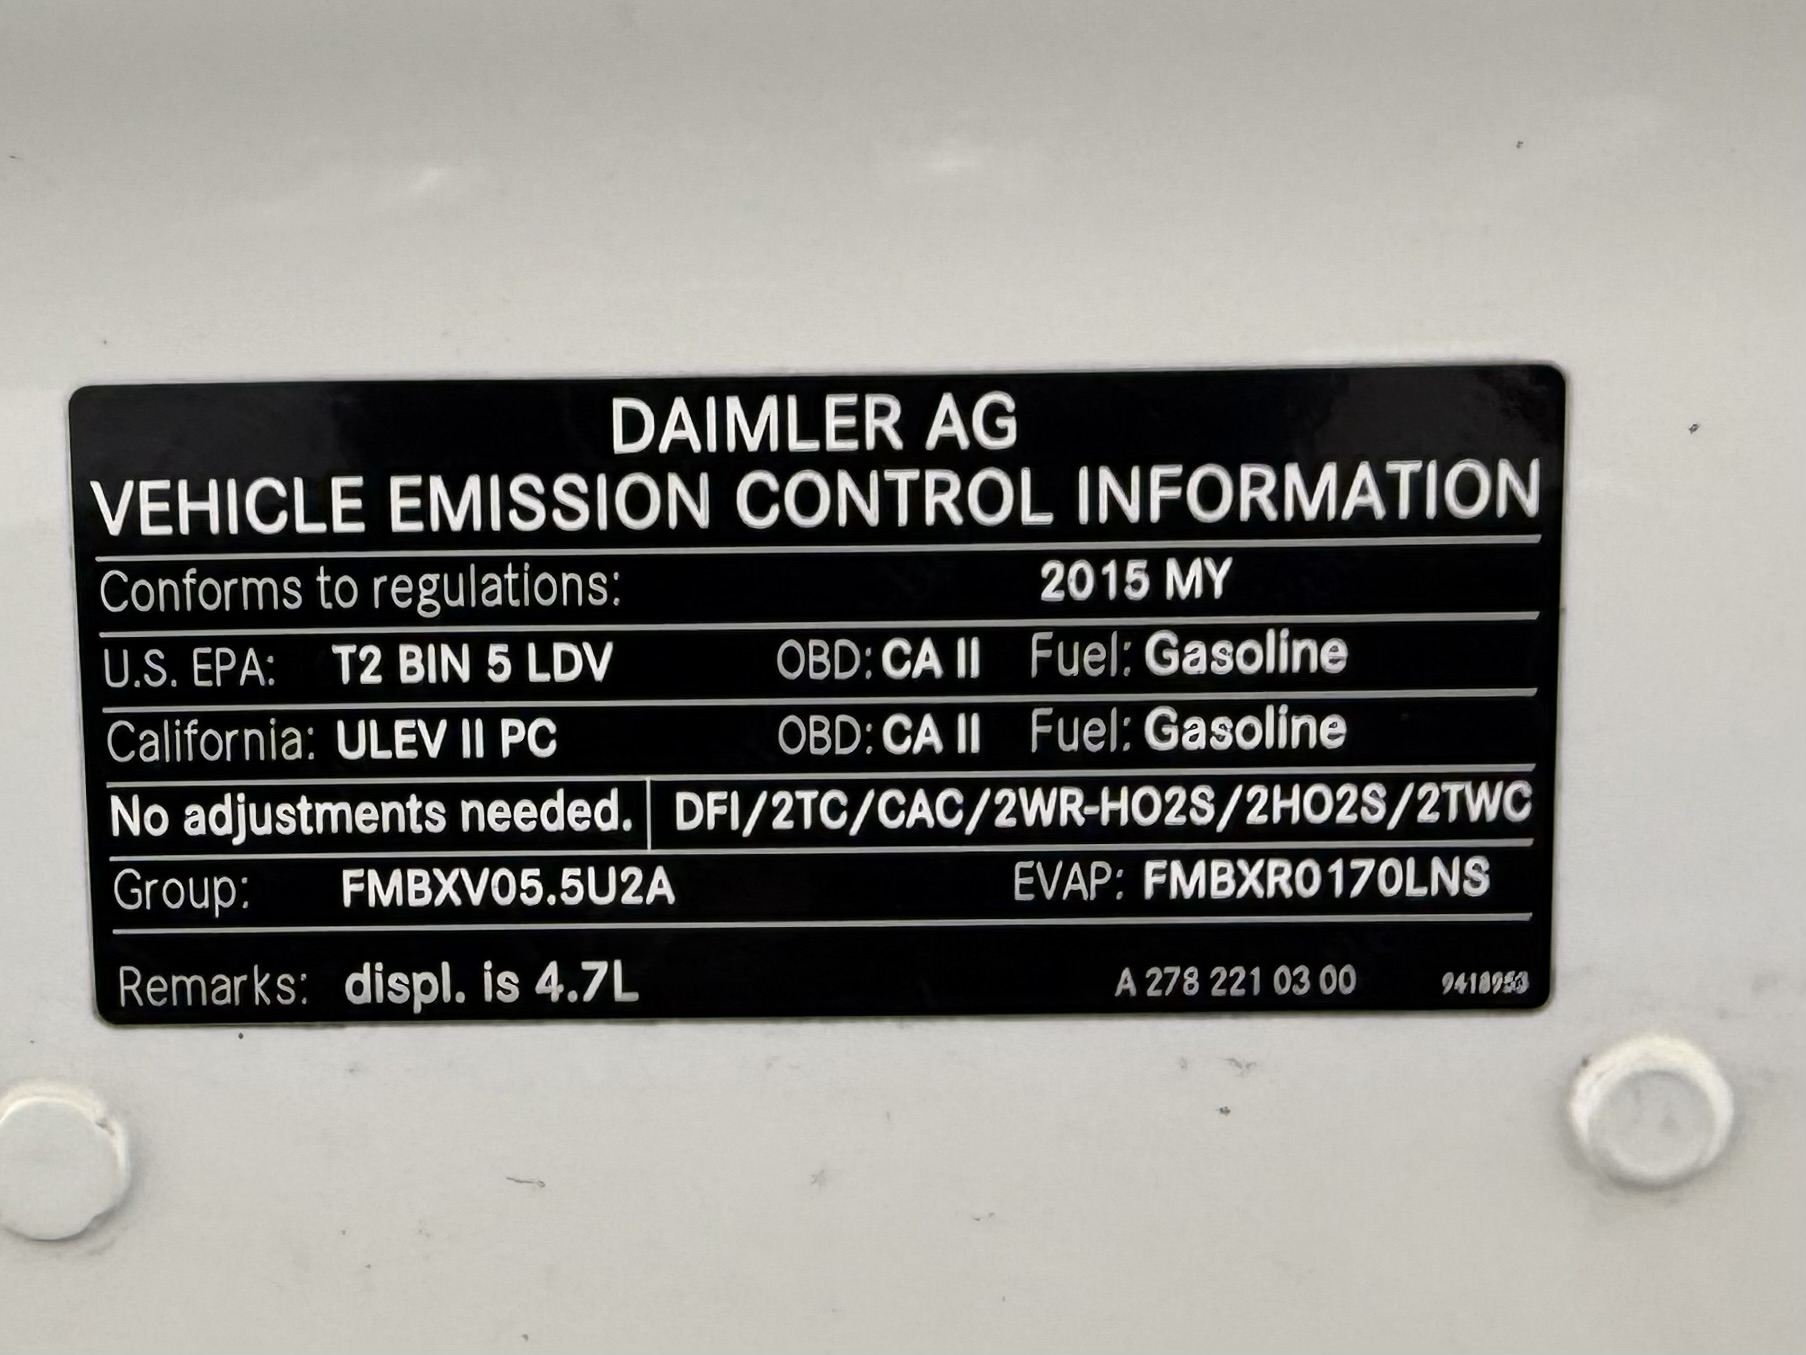 DAIMLER AG
VEHICLE EMISSION CONTROL INFORMATION
Conforms to regulations: 2015 MY
U.S. EPA: T2 BIN 5 LDV OBD: CA II Fuel: Gasoline
California: ULEV II PC OBD: CA II Fuel: Gasoline
No adjustments needed. DFI/2TC/CAC/2WR-HO2S/2HO2S/2TWC
Group: FMBXV05.5U2A EVAP: FMBXR0170LNS
Remarks: displ. is 4.7L A 278 221 03 00